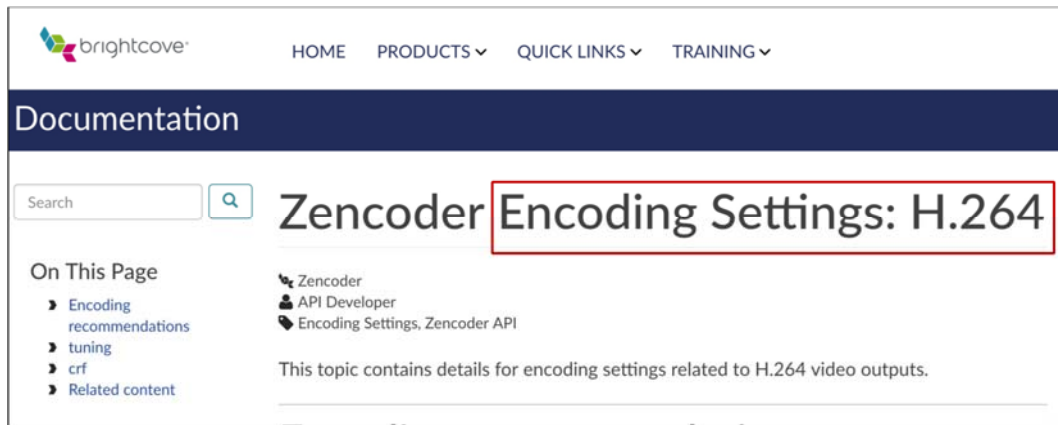 brightcove
HOME PRODUCTS QUICK LINKS TRAINING
Documentation
Search
On This Page
Encoding
recommendations
tuning
crf
Related content
Zencoder Encoding Settings: H.264
Zencoder
API Developer
Encoding Settings, Zencoder API
This topic contains details for encoding settings related to H.264 video outputs.